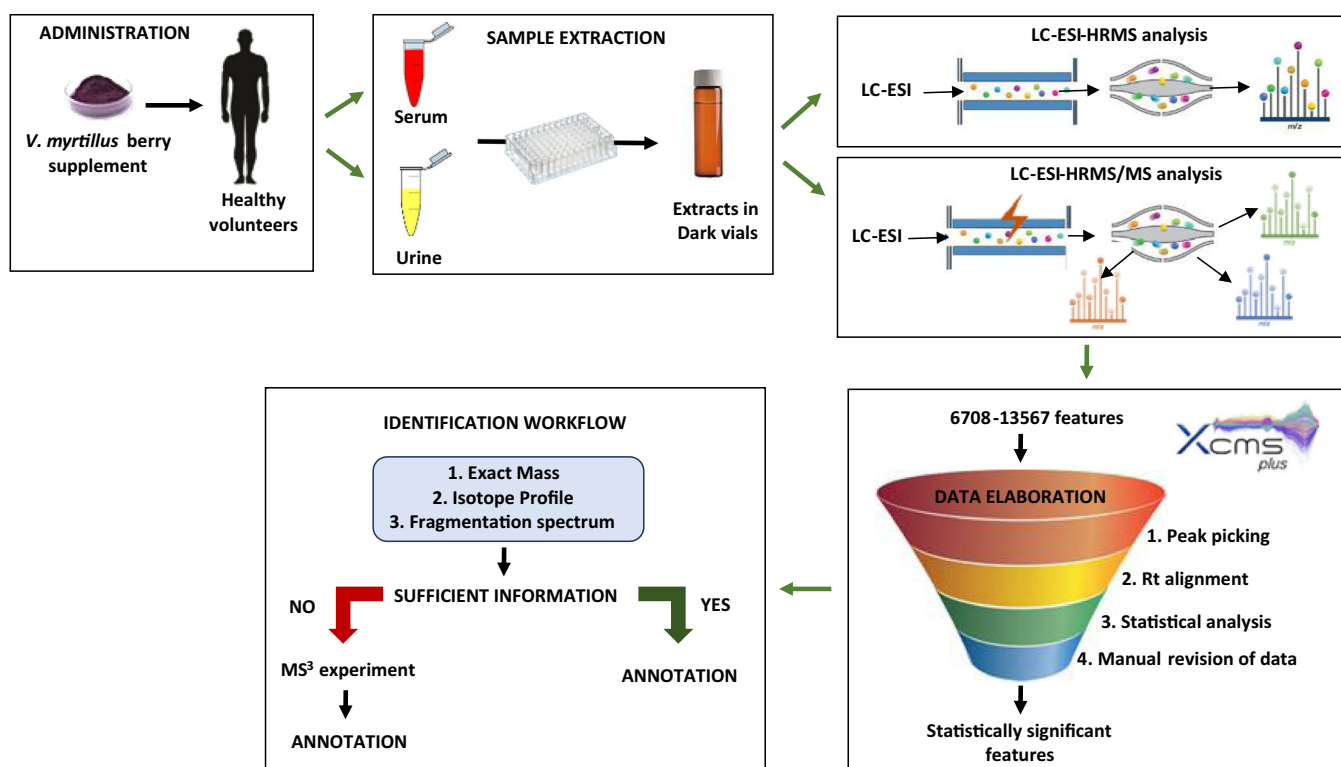 ADMINISTRATION
V. myrtillus berry
supplement
Healthy
volunteers
SAMPLE EXTRACTION
Serum
Urine
Extracts in
Dark vials
LC-ESI-HRMS analysis
LC-ESI
m/z
LC-ESI-HRMS/MS analysis
LC-ESI
m/z
m/z
m/z
6708-13567 features
Xcms
plus
DATA ELABORATION
1. Peak picking
2. Rt alignment
3. Statistical analysis
4. Manual revision of data
Statistically significant
features
IDENTIFICATION WORKFLOW
1. Exact Mass
2. Isotope Profile
3. Fragmentation spectrum
SUFFICIENT INFORMATION
NO
YES
MS³ experiment
ANNOTATION
ANNOTATION